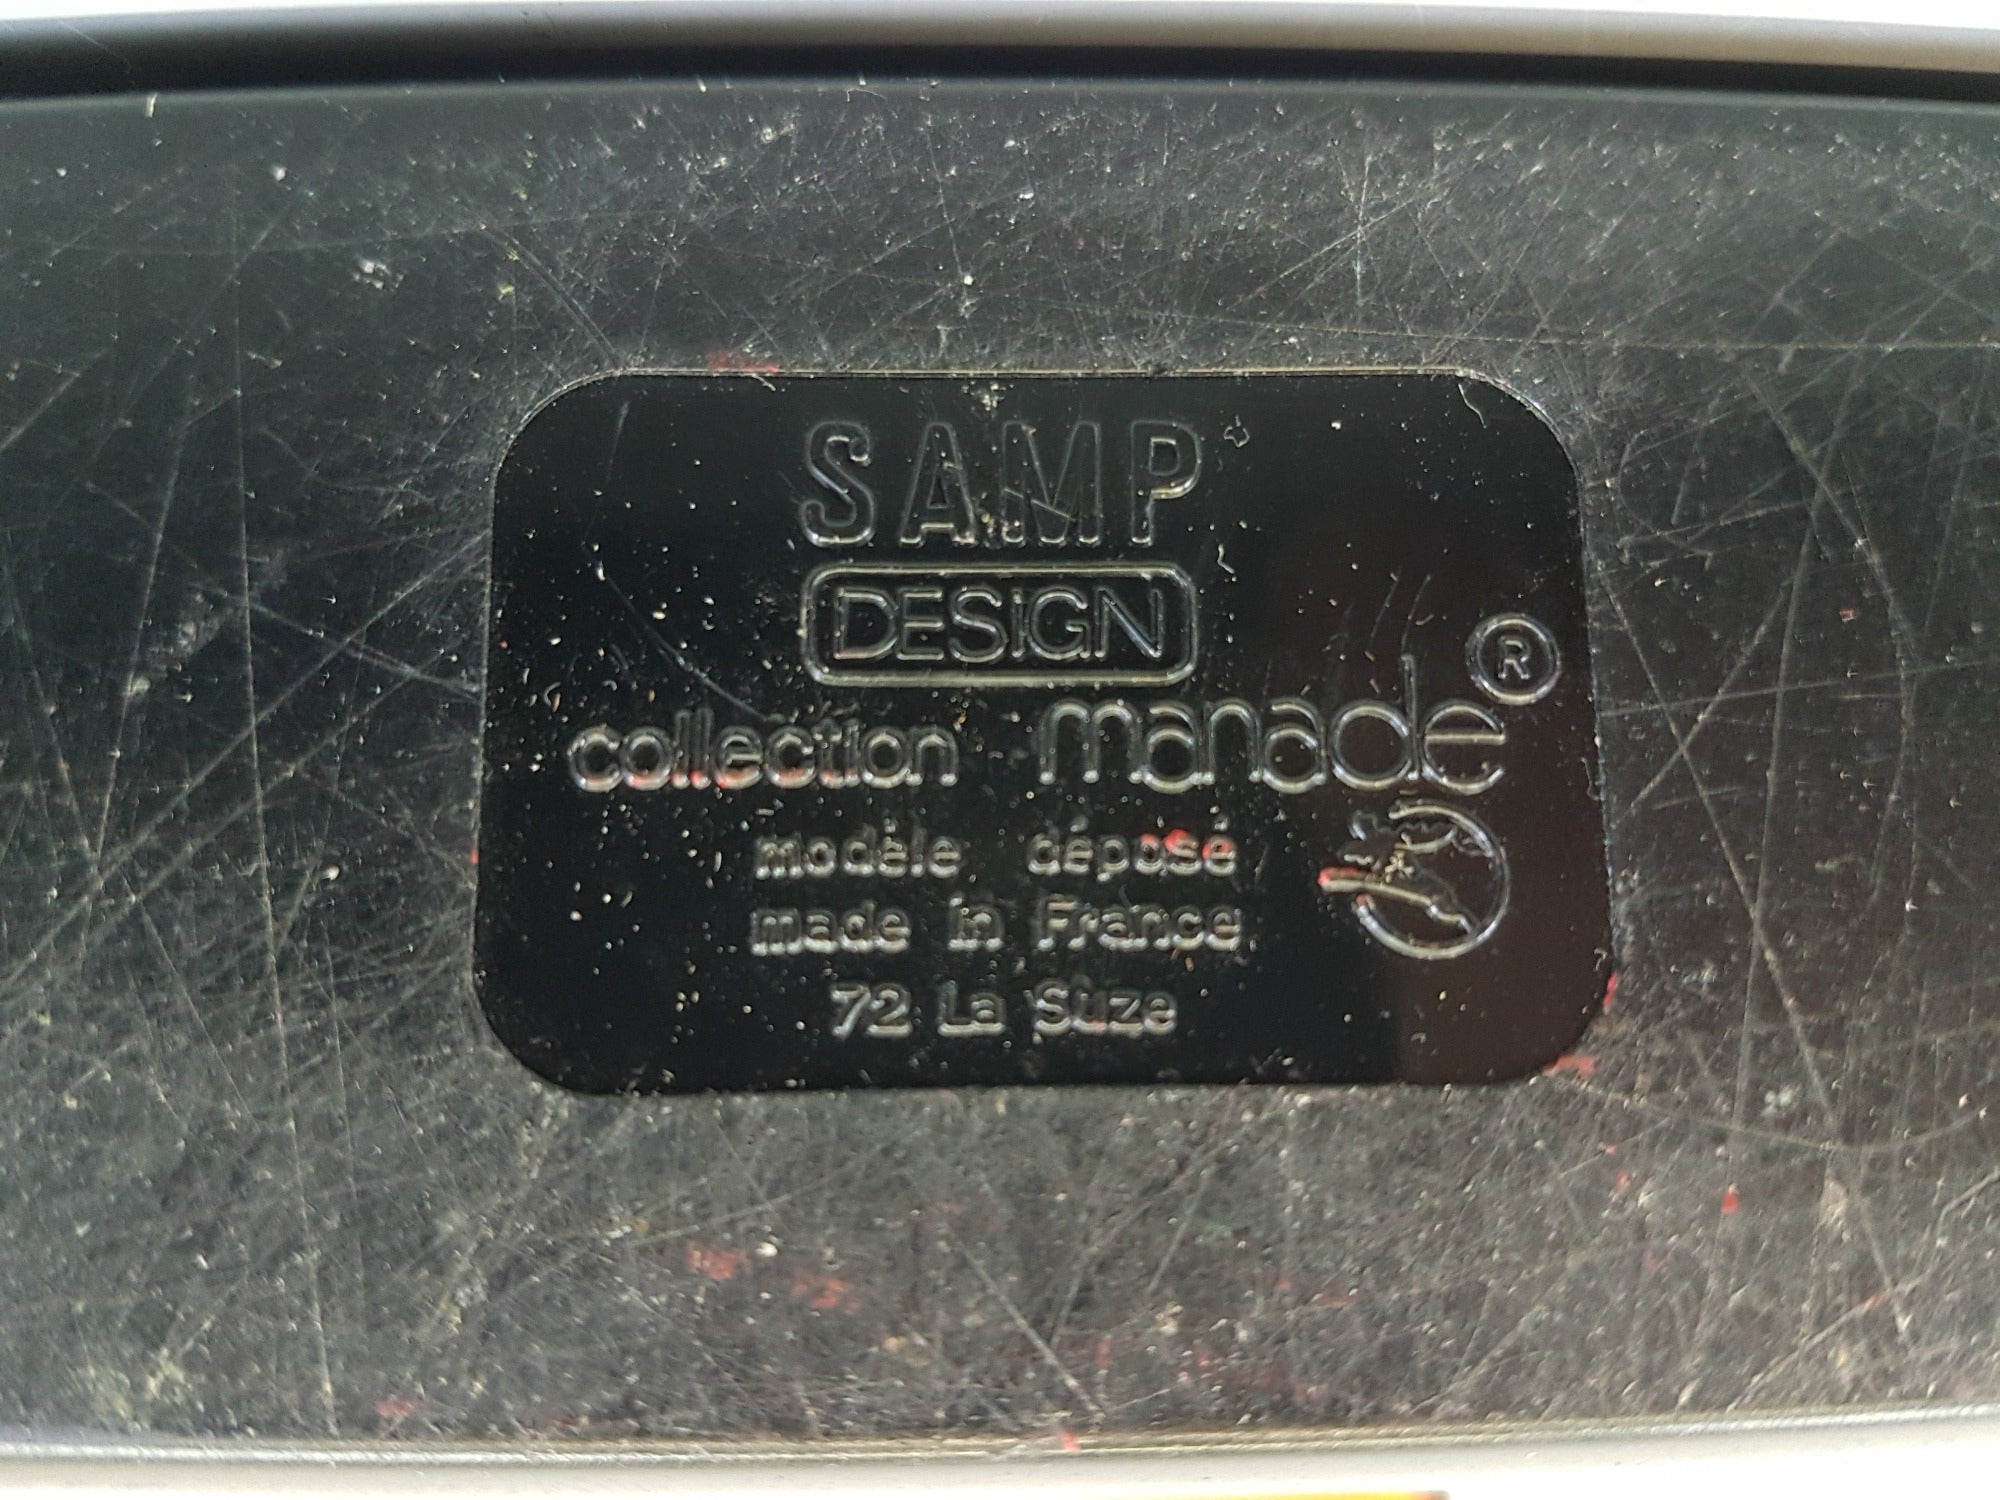 SAMP
DESIGN
collection manade ®
modèle déposé
made in France
72 La Suze